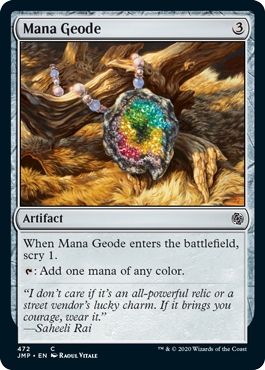 Mana Geode 3
Artifact
When Mana Geode enters the battlefield,
scry 1.
: Add one mana of any color.
"I don't care if it's an all-powerful relic or a
street vendor's lucky charm. If it brings you
courage, wear it."
—Saheeli Rai
472 C
JMP • EN Raoul Vitale ™ & © 2020 Wizards of the Coast